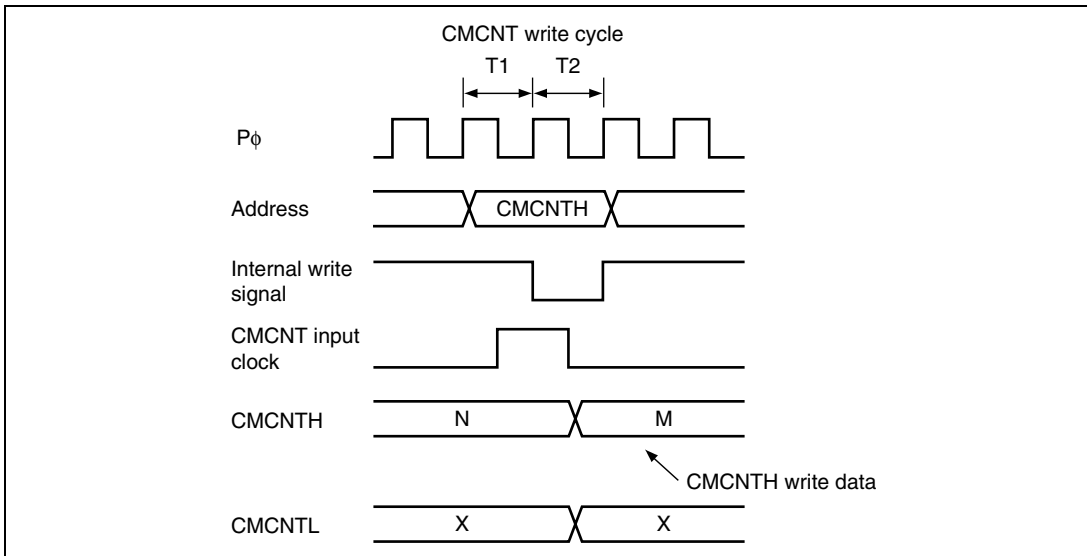 CMCNT write cycle
T1 T2
Pφ
Address CMCNTH
Internal write
signal
CMCNT input
clock
CMCNTH N M
CMCNTH write data
CMCNTL X X